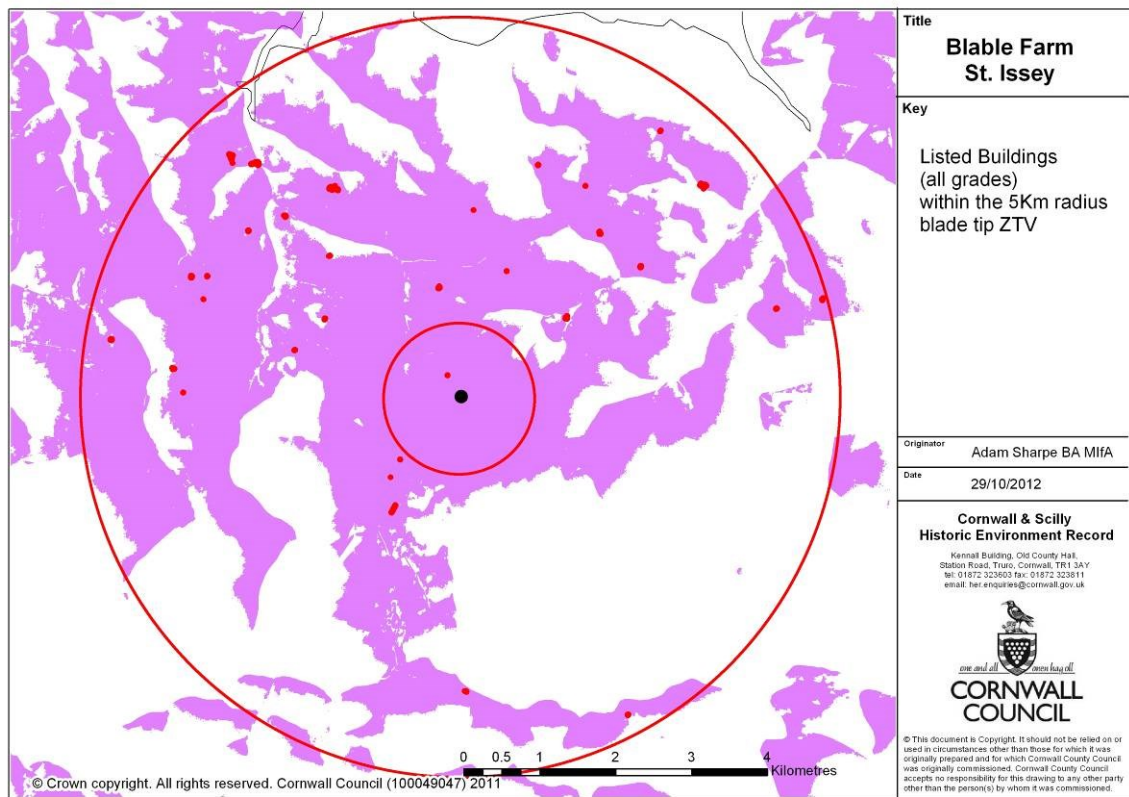 Title
Blable Farm
St. Issey
Key
Listed Buildings
(all grades)
within the 5Km radius
blade tip ZTV
Originator
Adam Sharpe BA MIfA
Date
29/10/2012
Cornwall & Scilly
Historic Environment Record
Kennall Building, Old County Hall,
Station Road, Truro, Cornwall, TR1 3AY
tel: 01872 323603 fax: 01872 323811
email: her.enquiries@cornwall.gov.uk
one and all onen hag oll
CORNWALL
COUNCIL
© This document is Copyright. It should not be relied on or
used in circumstances other than those for which it was
originally prepared and for which Cornwall County Council
was originally commissioned. Cornwall County Council
accepts no responsibility for this drawing to any other party
other than the person(s) by whom it was commissioned.
0 0.5 1 2 3 4
Kilometres
© Crown copyright. All rights reserved. Cornwall Council (100049047) 2011